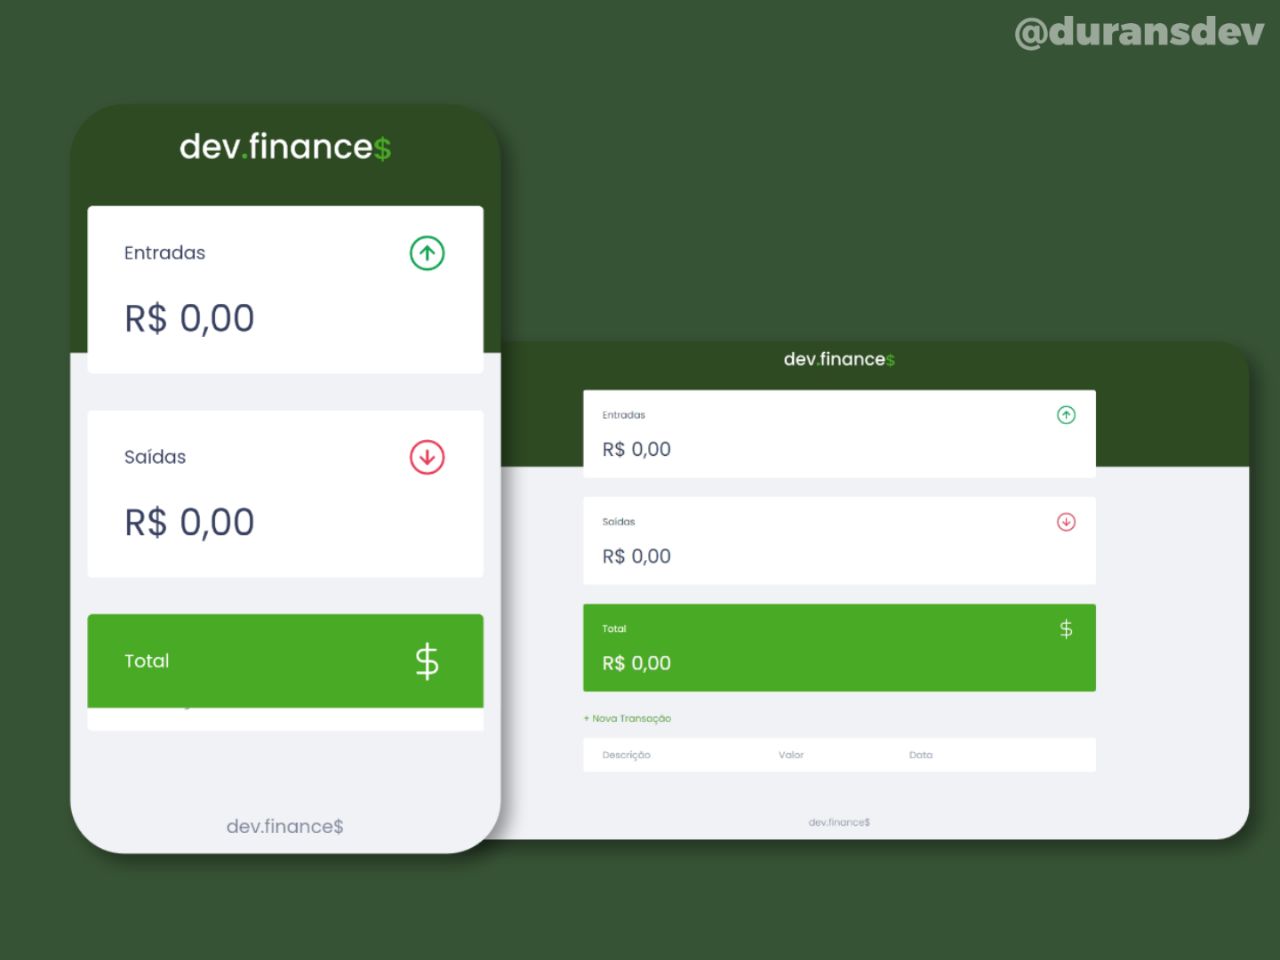 @duransdev
dev.finance$
Entradas
R$ 0,00
Saídas
R$ 0,00
Total
$
dev.finance$
dev.finance$
Entradas
R$ 0,00
Saídas
R$ 0,00
Total
$
R$ 0,00
+ Nova Transação
Descrição Valor Data
dev.finance$